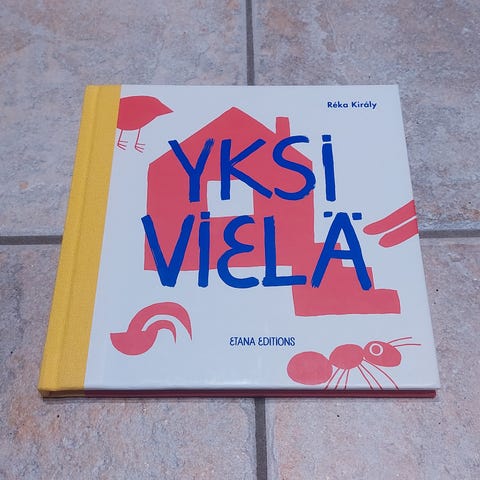 Réka Király
YKSI
VIELÄ
ETANA EDITIONS